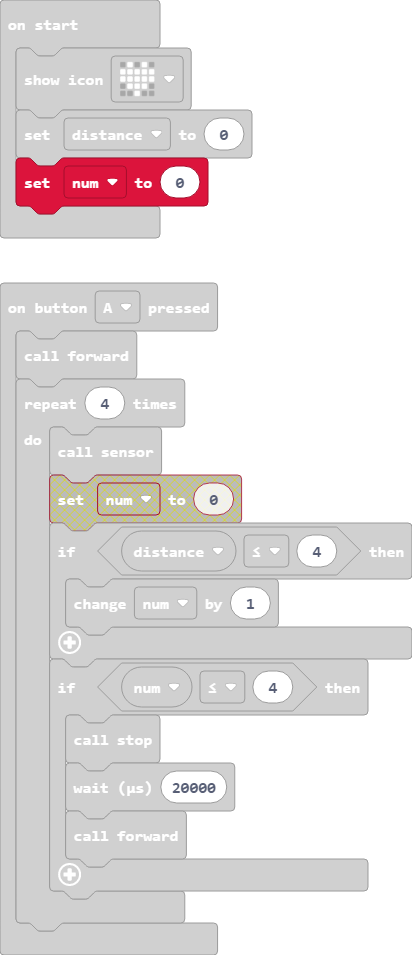 on start
show icon
set distance to 0
set num to 0
on button A pressed
call forward
repeat 4 times
do
call sensor
set num to 0
if distance ≤ 4 then
change num by 1
if num ≤ 4 then
call stop
wait (µs) 20000
call forward